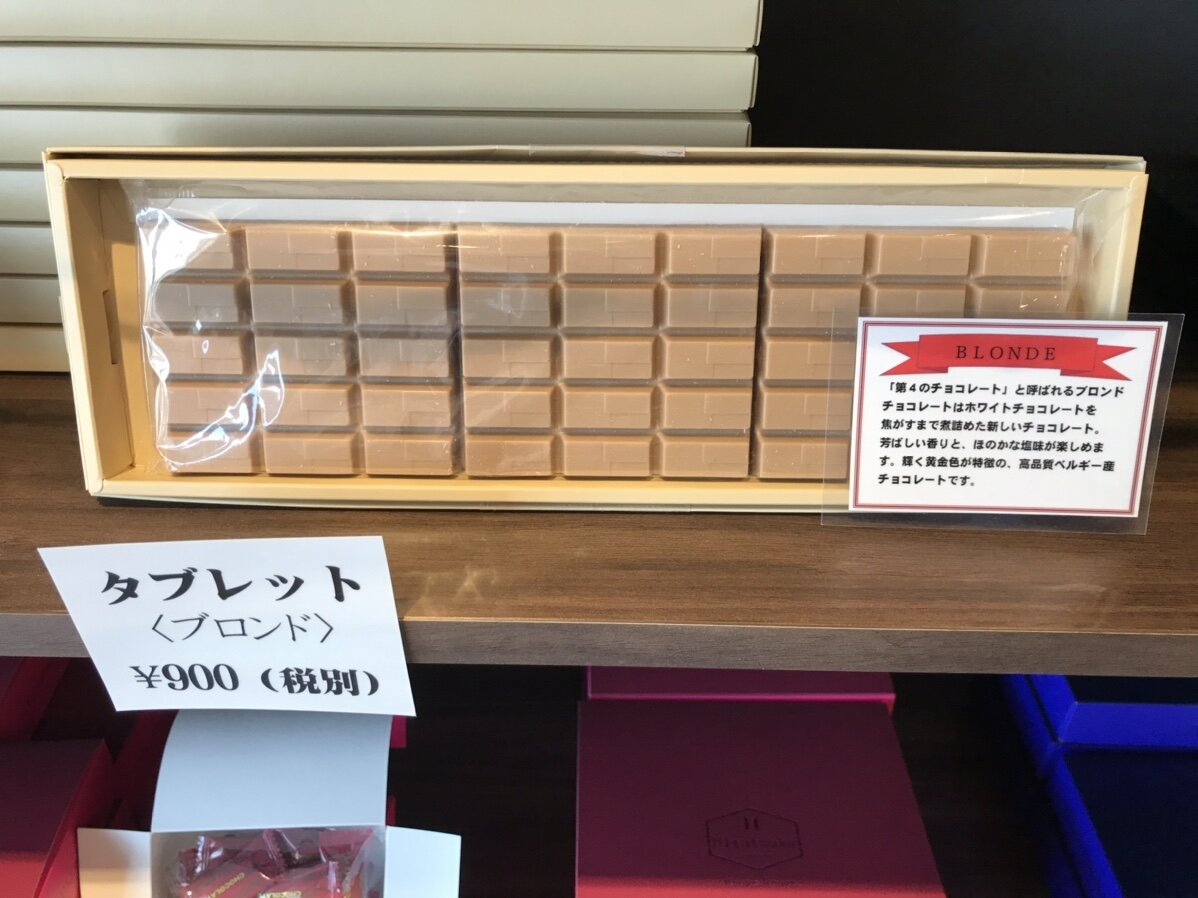 BLONDE
「第4のチョコレート」と呼ばれるブロンド
チョコレートはホワイトチョコレートを
焦がすまで煮詰めた新しいチョコレート。
芳ばしい香りと、ほのかな塩味が楽しめま
す。輝く黄金色が特徴の、高品質ベルギー産
チョコレートです。
タブレット
〈ブロンド〉
¥900（税別）
CHOCOLAT
CHOCOLAT